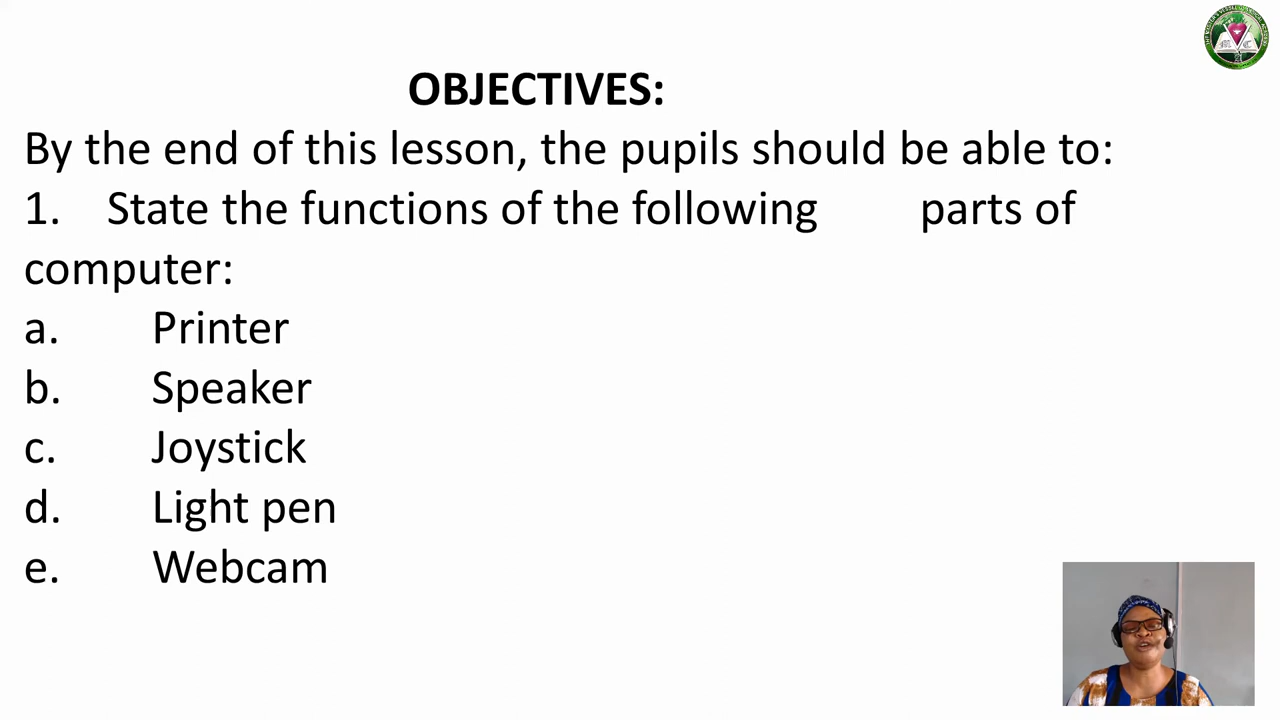 OBJECTIVES:
By the end of this lesson, the pupils should be able to:
1. State the functions of the following parts of
computer:
a. Printer
b. Speaker
c. Joystick
d. Light pen
e. Webcam